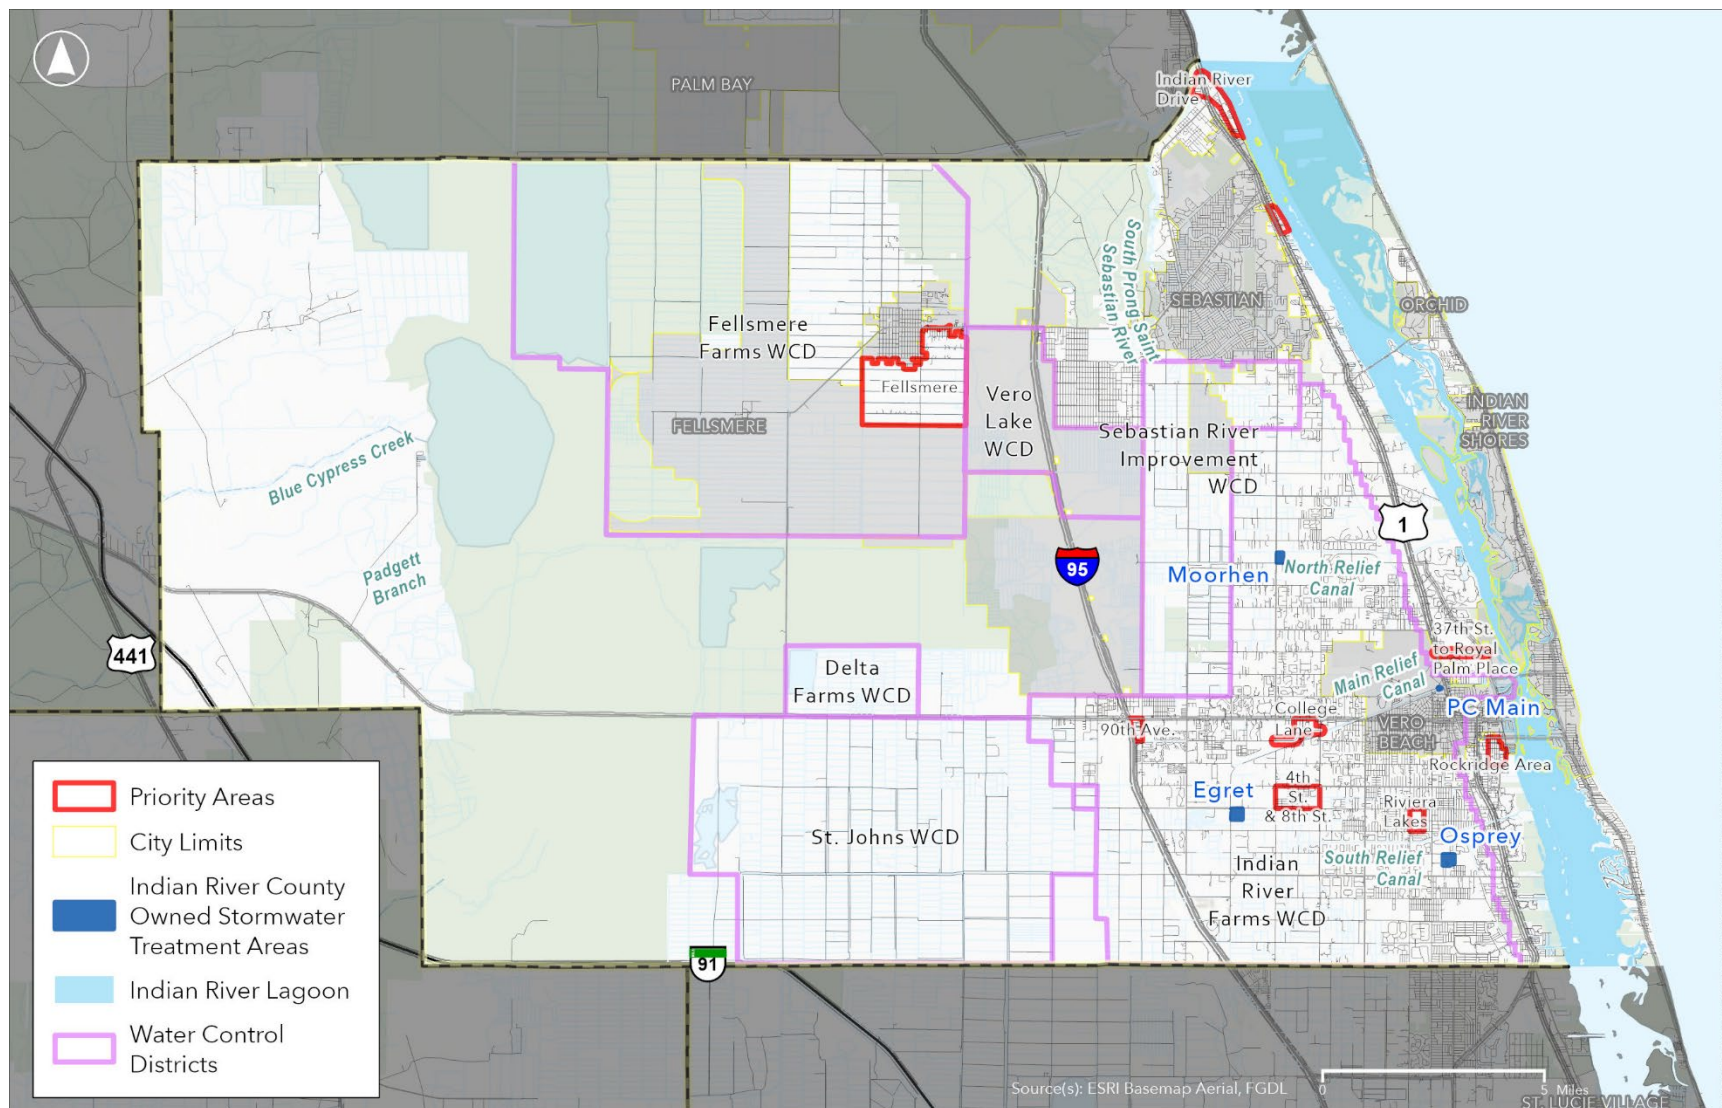 PALM BAY
Indian River
Drive
South Prong Saint
Sebastian River
SEBASTIAN
ORCHID
Fellsmere
Farms WCD
Fellsmere
FELLSMERE
Vero
Lake
WCD
INDIAN
RIVER
SHORES
Sebastian River
Improvement
WCD
Blue Cypress Creek
1
95
Moorhen
North Relief
Canal
Padgett
Branch
441
37th St.
to Royal
Palm Place
Main Relief
Canal
Delta
Farms WCD
PC Main
College
Lane
90th Ave.
VERO
BEACH
Rockridge Area
Egret
4th
St.
& 8th St.
Riviera
Lakes
Osprey
St. Johns WCD
South Relief
Canal
Indian
River
Farms WCD
91
Priority Areas
City Limits
Indian River County
Owned Stormwater
Treatment Areas
Indian River Lagoon
Water Control
Districts
Source(s): ESRI Basemap Aerial, FGDL
0 5 Miles
ST. LUCIE VILLAGE